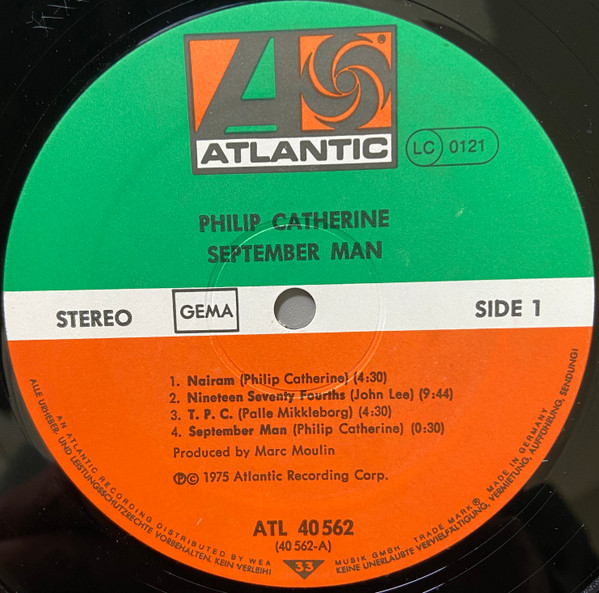 ATLANTIC
LC 0121
PHILIP CATHERINE
SEPTEMBER MAN
STEREO GEMA SIDE 1
1. Nairam (Philip Catherine) (4:30)
2. Nineteen Seventy Fourths (John Lee) (9:44)
3. T. P. C. (Palle Mikkleborg) (4:30)
4. September Man (Philip Catherine) (0:30)
Produced by Marc Moulin
℗© 1975 Atlantic Recording Corp.
ATL 40 562
(40 562-A)
33
AN ATLANTIC RECORDING DISTRIBUTED BY WEA MUSIK GMBH TRADE MARK® MADE IN GERMANY
ALLE URHEBER- UND LEISTUNGSSCHUTZRECHTE VORBEHALTEN. KEIN VERLEIH! KEINE UNERLAUBTE VERVIELFÄLTIGUNG, VERMIETUNG, AUFFÜHRUNG, SENDUNG!